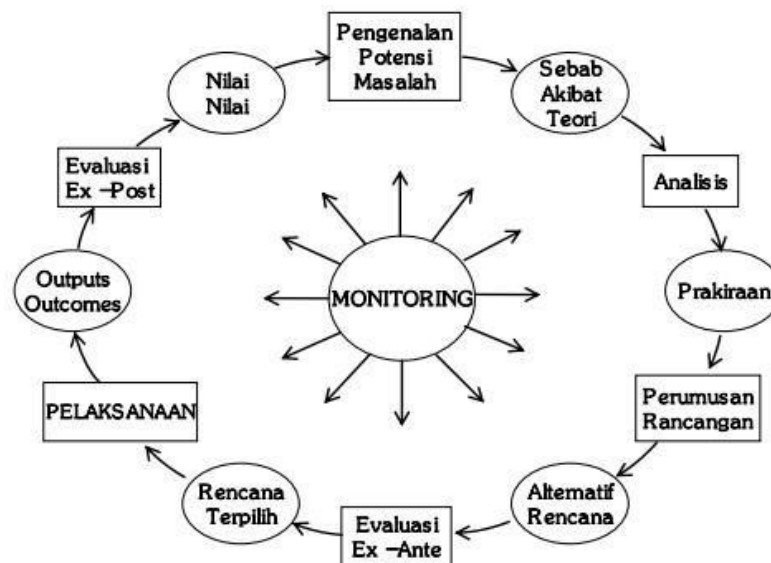 Pengenalan
Potensi
Masalah
Sebab
Akibat
Teori
Analisis
Prakiraan
Perumusan
Rancangan
Alternatif
Rencana
Evaluasi
Ex -Ante
Rencana
Terpilih
PELAKSANAAN
Outputs
Outcomes
Evaluasi
Ex -Post
Nilai
Nilai
MONITORING